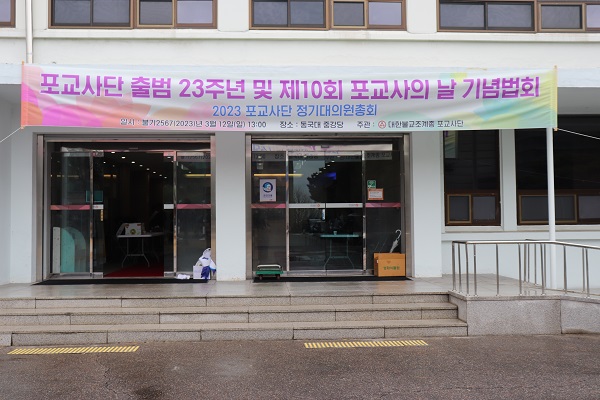 포교사단 출범 23주년 및 제10회 포교사의 날 기념법회
2023 포교사단 정기대의원총회
일시 : 불기2567(2023)년 3월 12일(일) 13:00 장소 : 동국대 중강당 주관 : 대한불교조계종 포교사단